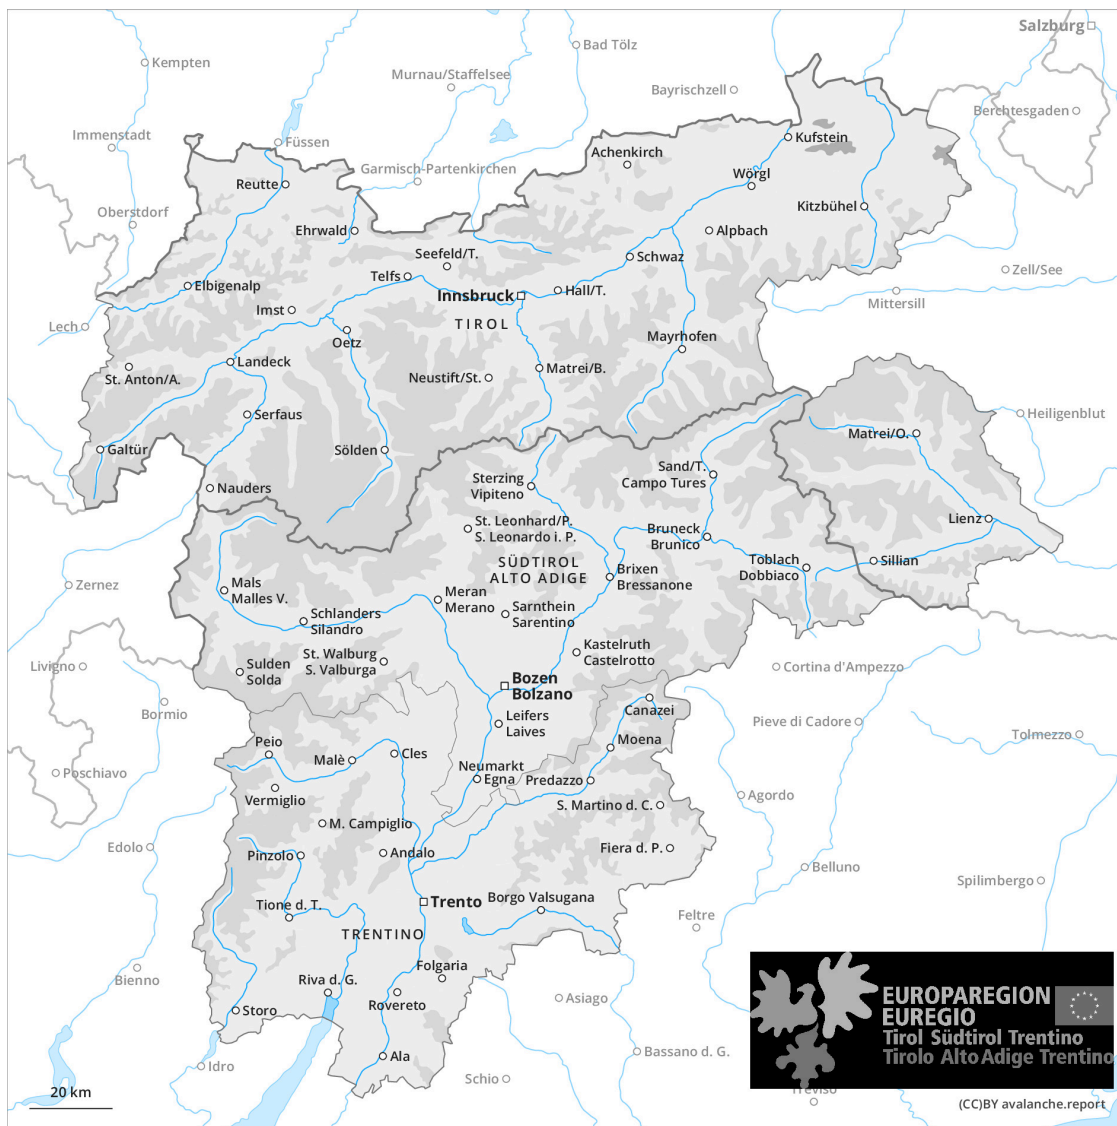 Salzburg
Bad Tölz
Kempten
Murnau/Staffelsee
Bayrischzell
Berchtesgaden
Immenstadt
Füssen
Kufstein
Achenkirch
Garmisch-Partenkirchen
Wörgl
Reutte
Kitzbühel
Oberstdorf
Ehrwald
Alpbach
Seefeld/T.
Schwaz
Zell/See
Telfs
Elbigenalp
Hall/T.
Innsbruck
Mittersill
Imst
TIROL
Lech
Oetz
Mayrhofen
Landeck
Matrei/B.
St. Anton/A.
Neustift/St.
Serfaus
Heiligenblut
Matrei/O.
Galtür
Sölden
Sand/T.
Campo Tures
Sterzing
Vipiteno
Nauders
Lienz
St. Leonhard/P.
S. Leonardo i. P.
Bruneck
Brunico
SÜDTIROL
ALTO ADIGE
Toblach
Dobbiaco
Sillian
Brixen
Bressanone
Zernez
Mals
Malles V.
Meran
Merano
Schlanders
Silandro
Sarnthein
Sarentino
Kastelruth
Castelrotto
St. Walburg
S. Valburga
Livigno
Sulden
Solda
Cortina d'Ampezzo
Bozen
Bolzano
Bormio
Canazei
Leifers
Laives
Pieve di Cadore
Tolmezzo
Peio
Moena
Malè
Cles
Poschiavo
Neumarkt
Egna
Predazzo
Vermiglio
Agordo
S. Martino d. C.
M. Campiglio
Edolo
Fiera d. P.
Pinzolo
Andalo
Belluno
Spilimbergo
Trento
Borgo Valsugana
Tione d. T.
Feltre
TRENTINO
Bienno
Folgaria
Riva d. G.
Rovereto
Asiago
Storo
EUROPAREGION
EUREGIO
Tirol Südtirol Trentino
Tirolo Alto Adige Trentino
Ala
Bassano d. G.
Idro
Schio
20 km
Treviso
(CC)BY avalanche.report